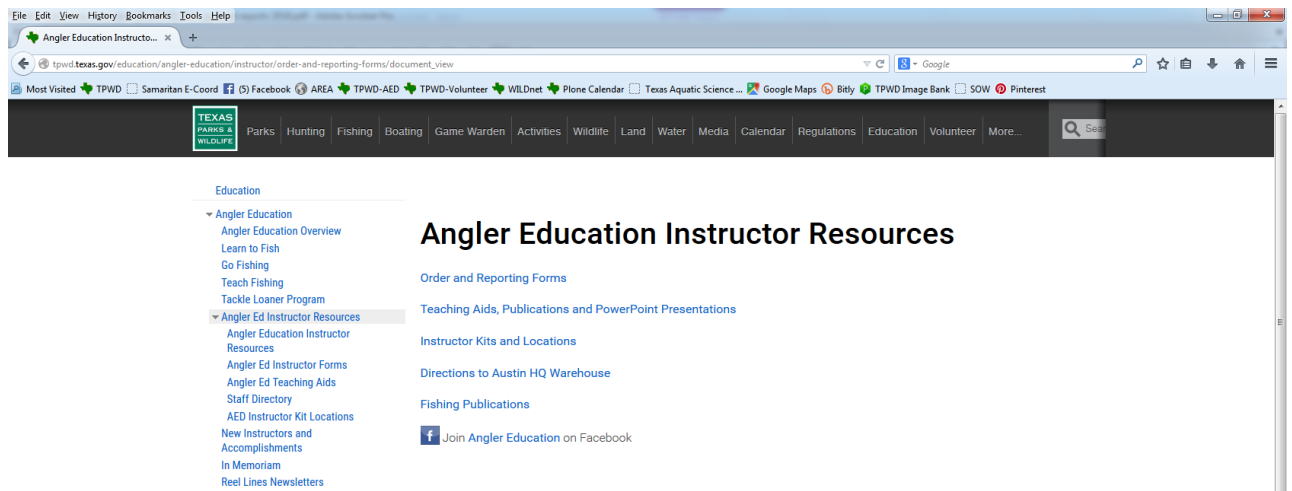 File Edit View History Bookmarks Tools Help
Angler Education Instructo... × +
tpwd.texas.gov/education/angler-education/instructor/order-and-reporting-forms/document_view
Google
Most Visited TPWD Samaritan E-Coord (5) Facebook AREA TPWD-AED TPWD-Volunteer WILDnet Plone Calendar Texas Aquatic Science ... Google Maps Bitly TPWD Image Bank SOW Pinterest
TEXAS
PARKS &
WILDLIFE
Parks Hunting Fishing Boating Game Warden Activities Wildlife Land Water Media Calendar Regulations Education Volunteer More...
Sear
Education
Angler Education
Angler Education Overview
Learn to Fish
Go Fishing
Teach Fishing
Tackle Loaner Program
Angler Ed Instructor Resources
Angler Education Instructor
Resources
Angler Ed Instructor Forms
Angler Ed Teaching Aids
Staff Directory
AED Instructor Kit Locations
New Instructors and
Accomplishments
In Memoriam
Reel Lines Newsletters
Angler Education Instructor Resources
Order and Reporting Forms
Teaching Aids, Publications and PowerPoint Presentations
Instructor Kits and Locations
Directions to Austin HQ Warehouse
Fishing Publications
Join Angler Education on Facebook